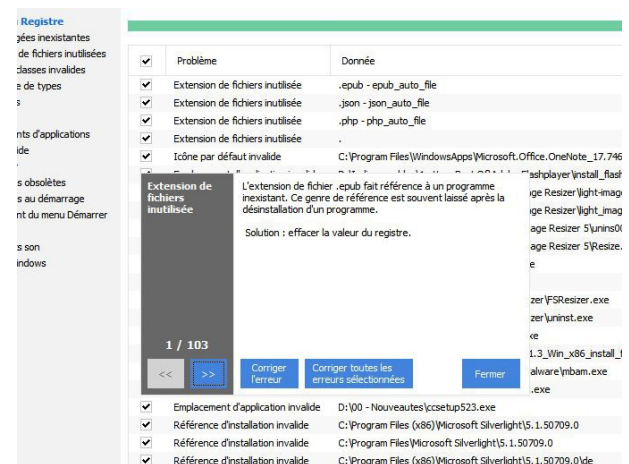 Registre
gées inexistantes
de fichiers inutilisées
classes invalides
e de types
s
nts d'applications
ide
s obsolètes
s au démarrage
nt du menu Démarrer
s son
indows
Problème Donnée
Extension de fichiers inutilisée .epub - epub_auto_file
Extension de fichiers inutilisée .json - json_auto_file
Extension de fichiers inutilisée .php - php_auto_file
Extension de fichiers inutilisée .
Icône par défaut invalide C:\Program Files\WindowsApps\Microsoft.Office.OneNote_17.746
Flashplayer\install_flash
age Resizer\light-imag
age Resizer\light_imag
age Resizer 5\unins00
age Resizer 5\Resize.
e
zer\FSResizer.exe
zer\uninst.exe
xe
1.3_Win_x86_install_f
alware\mbam.exe
.exe
Extension de
fichiers
inutilisée
L'extension de fichier .epub fait référence à un programme
inexistant. Ce genre de référence est souvent laissé après la
désinstallation d'un programme.
Solution : effacer la valeur du registre.
1 / 103
<< >>
Corriger
l'erreur
Corriger toutes les
erreurs sélectionnées
Fermer
Emplacement d'application invalide D:\00 - Nouveautes\ccsetup523.exe
Référence d'installation invalide C:\Program Files (x86)\Microsoft Silverlight\5.1.50709.0
Référence d'installation invalide C:\Program Files\Microsoft Silverlight\5.1.50709.0
Référence d'installation invalide C:\Program Files (x86)\Microsoft Silverlight\5.1.50709.0\de